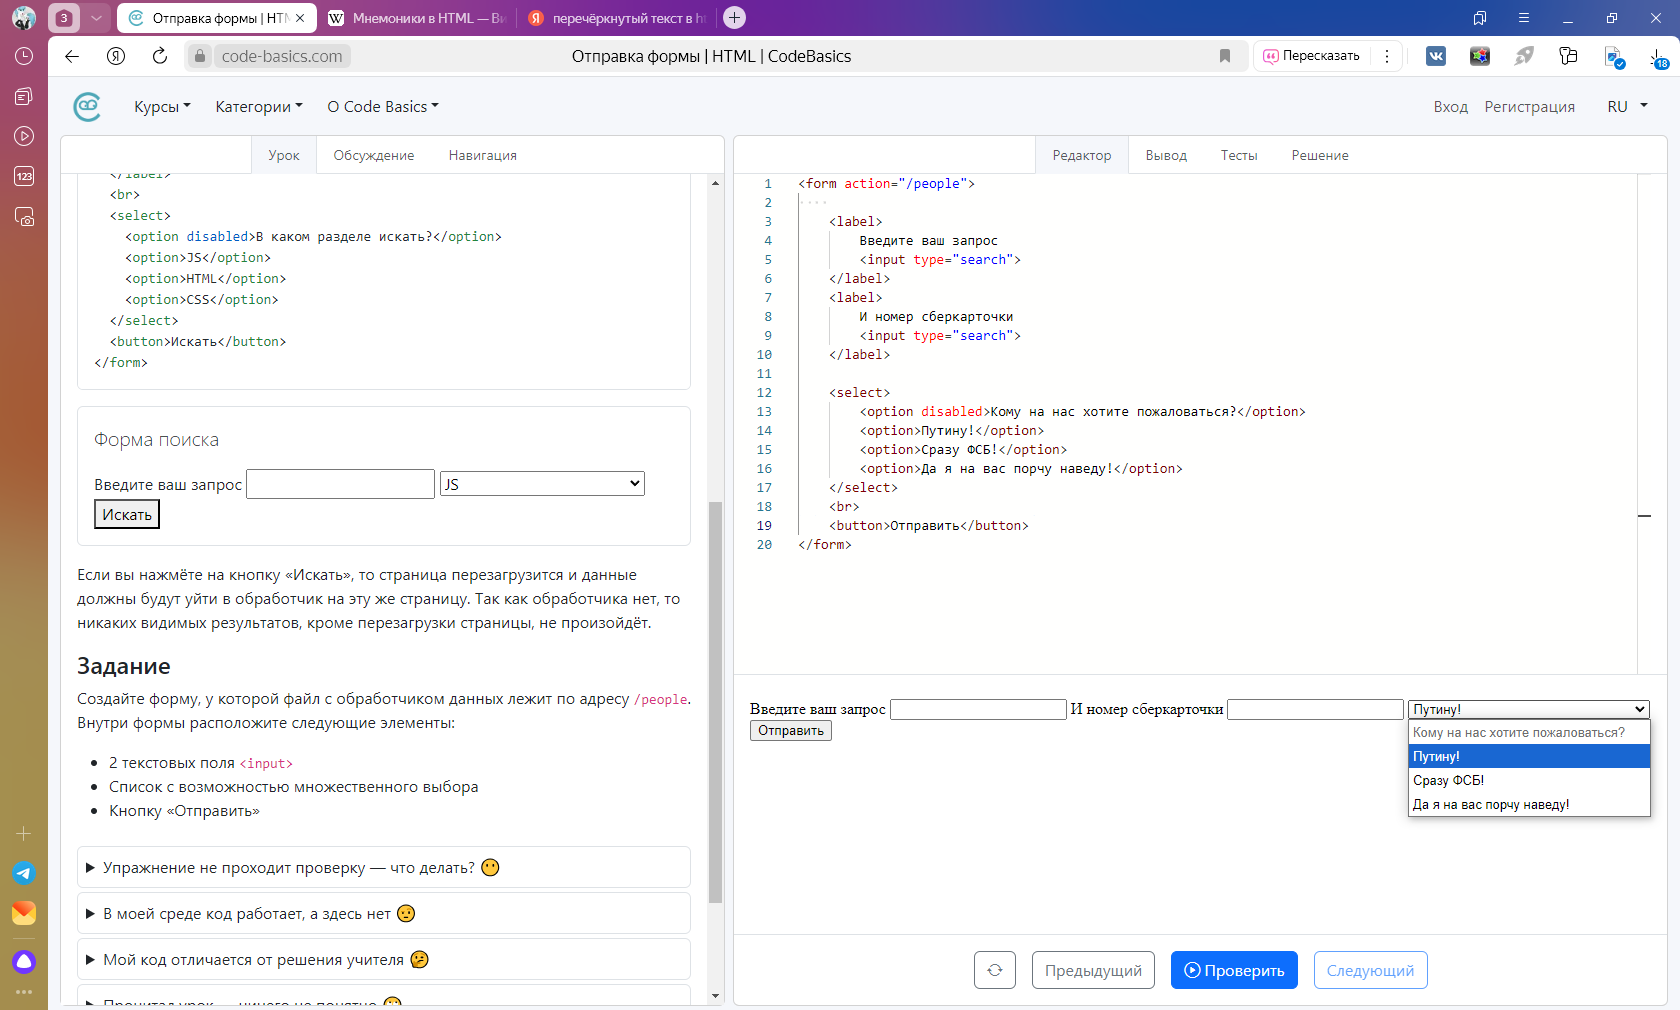 3
Отправка формы | HTM
Мнемоники в HTML — Ви
перечёркнутый текст в ht
code-basics.com
Отправка формы | HTML | CodeBasics
Пересказать
18
123
Курсы
Категории
О Code Basics
Вход
Регистрация
RU
Урок
Обсуждение
Навигация
</label>
<br>
<select>
<option disabled>В каком разделе искать?</option>
<option>JS</option>
<option>HTML</option>
<option>CSS</option>
</select>
<button>Искать</button>
</form>
Форма поиска
Введите ваш запрос
JS
Искать
Если вы нажмёте на кнопку «Искать», то страница перезагрузится и данные
должны будут уйти в обработчик на эту же страницу. Так как обработчика нет, то
никаких видимых результатов, кроме перезагрузки страницы, не произойдёт.
Задание
Создайте форму, у которой файл с обработчиком данных лежит по адресу /people.
Внутри формы расположите следующие элементы:
2 текстовых поля <input>
Список с возможностью множественного выбора
Кнопку «Отправить»
Упражнение не проходит проверку — что делать? 😶
В моей среде код работает, а здесь нет 🤨
Мой код отличается от решения учителя 🤔
Прочитал урок — ничего не понятно
Редактор
Вывод
Тесты
Решение
1 <form action="/people">
2 ····
3 <label>
4 Введите ваш запрос
5 <input type="search">
6 </label>
7 <label>
8 И номер сберкарточки
9 <input type="search">
10 </label>
11
12 <select>
13 <option disabled>Кому на нас хотите пожаловаться?</option>
14 <option>Путину!</option>
15 <option>Сразу ФСБ!</option>
16 <option>Да я на вас порчу наведу!</option>
17 </select>
18 <br>
19 <button>Отправить</button>
20 </form>
Введите ваш запрос
И номер сберкарточки
Путину!
Отправить
Кому на нас хотите пожаловаться?
Путину!
Сразу ФСБ!
Да я на вас порчу наведу!
Предыдущий
Проверить
Следующий